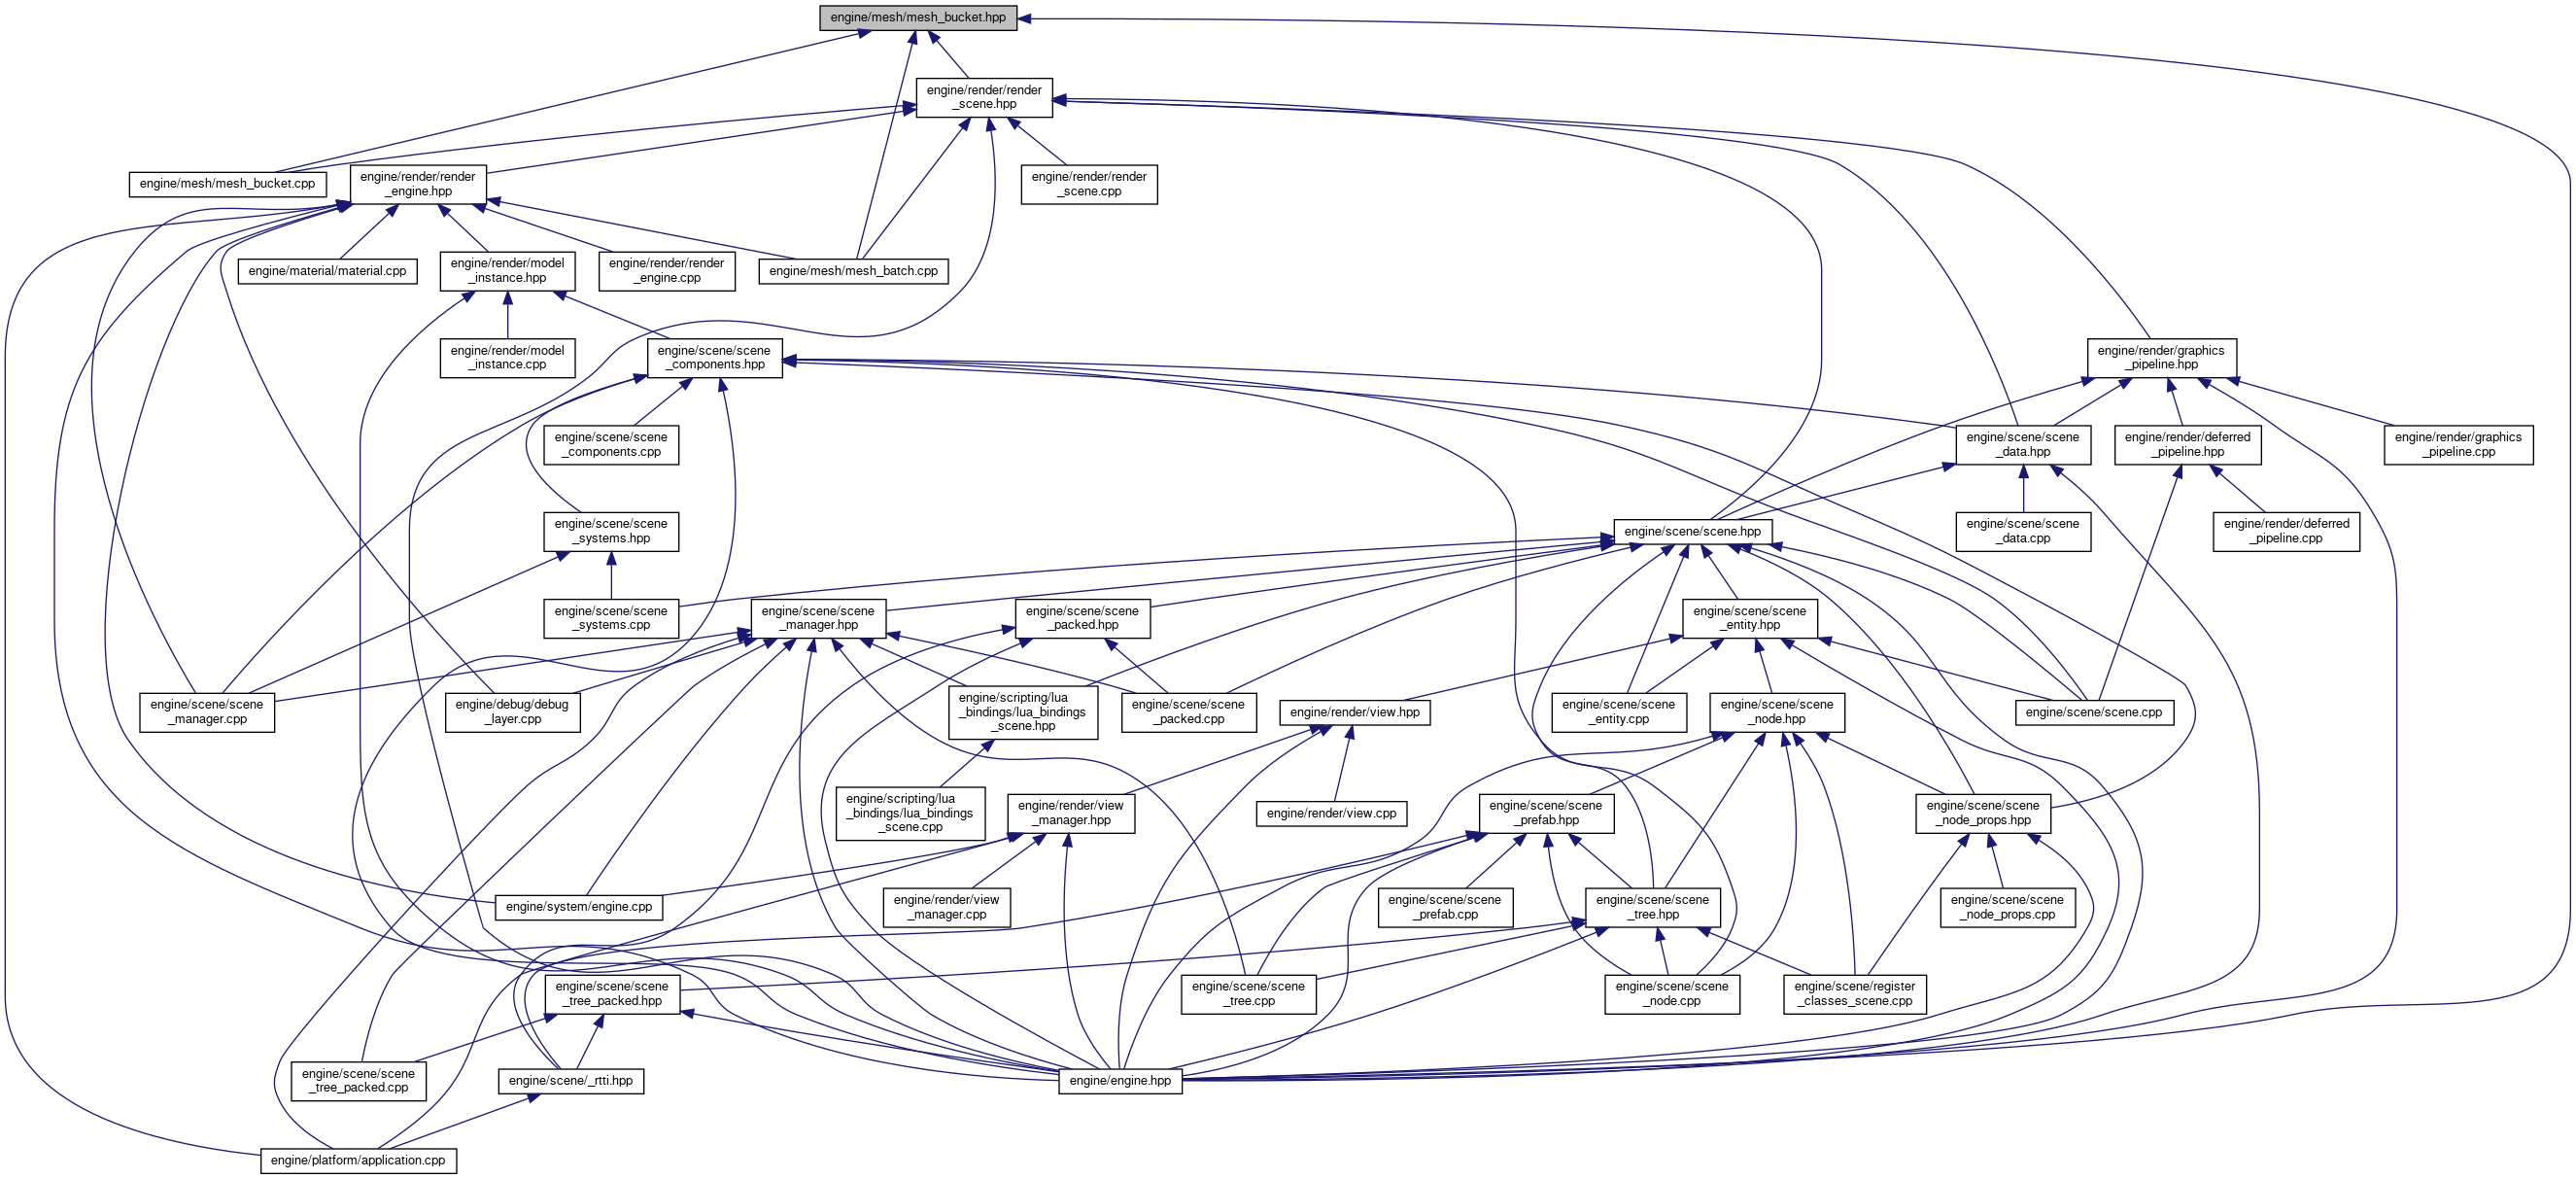 engine/mesh/mesh_bucket.hpp
engine/render/render
_scene.hpp
engine/mesh/mesh_bucket.cpp
engine/render/render
_engine.hpp
engine/render/render
_scene.cpp
engine/material/material.cpp
engine/render/model
_instance.hpp
engine/render/render
_engine.cpp
engine/mesh/mesh_batch.cpp
engine/render/model
_instance.cpp
engine/scene/scene
_components.hpp
engine/render/graphics
_pipeline.hpp
engine/scene/scene
_components.cpp
engine/scene/scene
_data.hpp
engine/render/deferred
_pipeline.hpp
engine/render/graphics
_pipeline.cpp
engine/scene/scene
_systems.hpp
engine/scene/scene.hpp
engine/scene/scene
_data.cpp
engine/render/deferred
_pipeline.cpp
engine/scene/scene
_systems.cpp
engine/scene/scene
_manager.hpp
engine/scene/scene
_packed.hpp
engine/scene/scene
_entity.hpp
engine/scene/scene
_manager.cpp
engine/debug/debug
_layer.cpp
engine/scripting/lua
_bindings/lua_bindings
_scene.hpp
engine/scene/scene
_packed.cpp
engine/render/view.hpp
engine/scene/scene
_entity.cpp
engine/scene/scene
_node.hpp
engine/scene/scene.cpp
engine/scripting/lua
_bindings/lua_bindings
_scene.cpp
engine/render/view
_manager.hpp
engine/render/view.cpp
engine/scene/scene
_prefab.hpp
engine/scene/scene
_node_props.hpp
engine/system/engine.cpp
engine/render/view
_manager.cpp
engine/scene/scene
_prefab.cpp
engine/scene/scene
_tree.hpp
engine/scene/scene
_node_props.cpp
engine/scene/scene
_tree_packed.hpp
engine/scene/scene
_tree.cpp
engine/scene/scene
_node.cpp
engine/scene/register
_classes_scene.cpp
engine/scene/scene
_tree_packed.cpp
engine/scene/_rtti.hpp
engine/engine.hpp
engine/platform/application.cpp